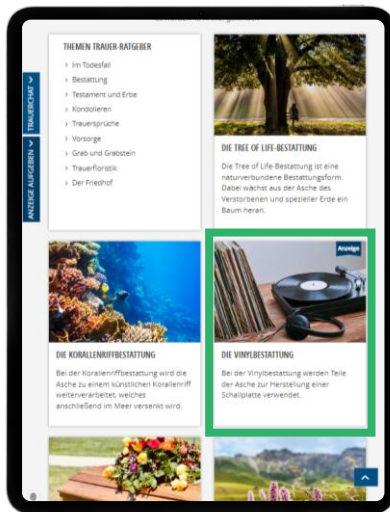 THEMEN TRAUER-RATGEBER
› Im Todesfall
› Bestattung
› Testament und Erbe
› Kondolieren
› Trauersprüche
› Vorsorge
› Grab und Grabstein
› Trauerfloristik
› Der Friedhof
TRAUERCHAT
ANZEIGE AUFGEBEN
DIE TREE OF LIFE-BESTATTUNG
Die Tree of Life-Bestattung ist eine
naturverbundene Bestattungsform.
Dabei wächst aus der Asche des
Verstorbenen und spezieller Erde ein
Baum heran.
DIE KORALLENRIFFBESTATTUNG
Bei der Korallenriffbestattung wird die
Asche zu einem künstlichen Korallenriff
weiterverarbeitet, welches
anschließend im Meer versenkt wird.
Anzeige
DIE VINYLBESTATTUNG
Bei der Vinylbestattung werden Teile
der Asche zur Herstellung einer
Schallplatte verwendet.